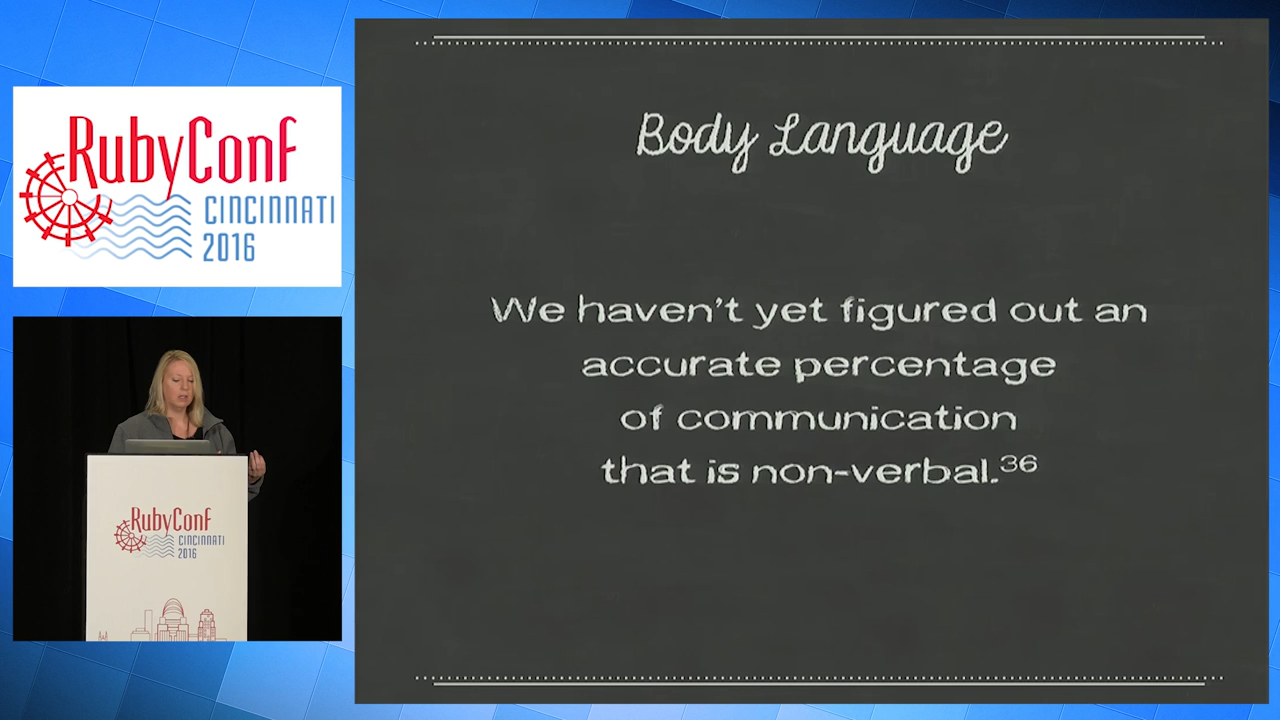 RubyConf
CINCINNATI
2016
RubyConf
CINCINNATI
2016
Body Language
We haven't yet figured out an
accurate percentage
of communication
that is non-verbal.36